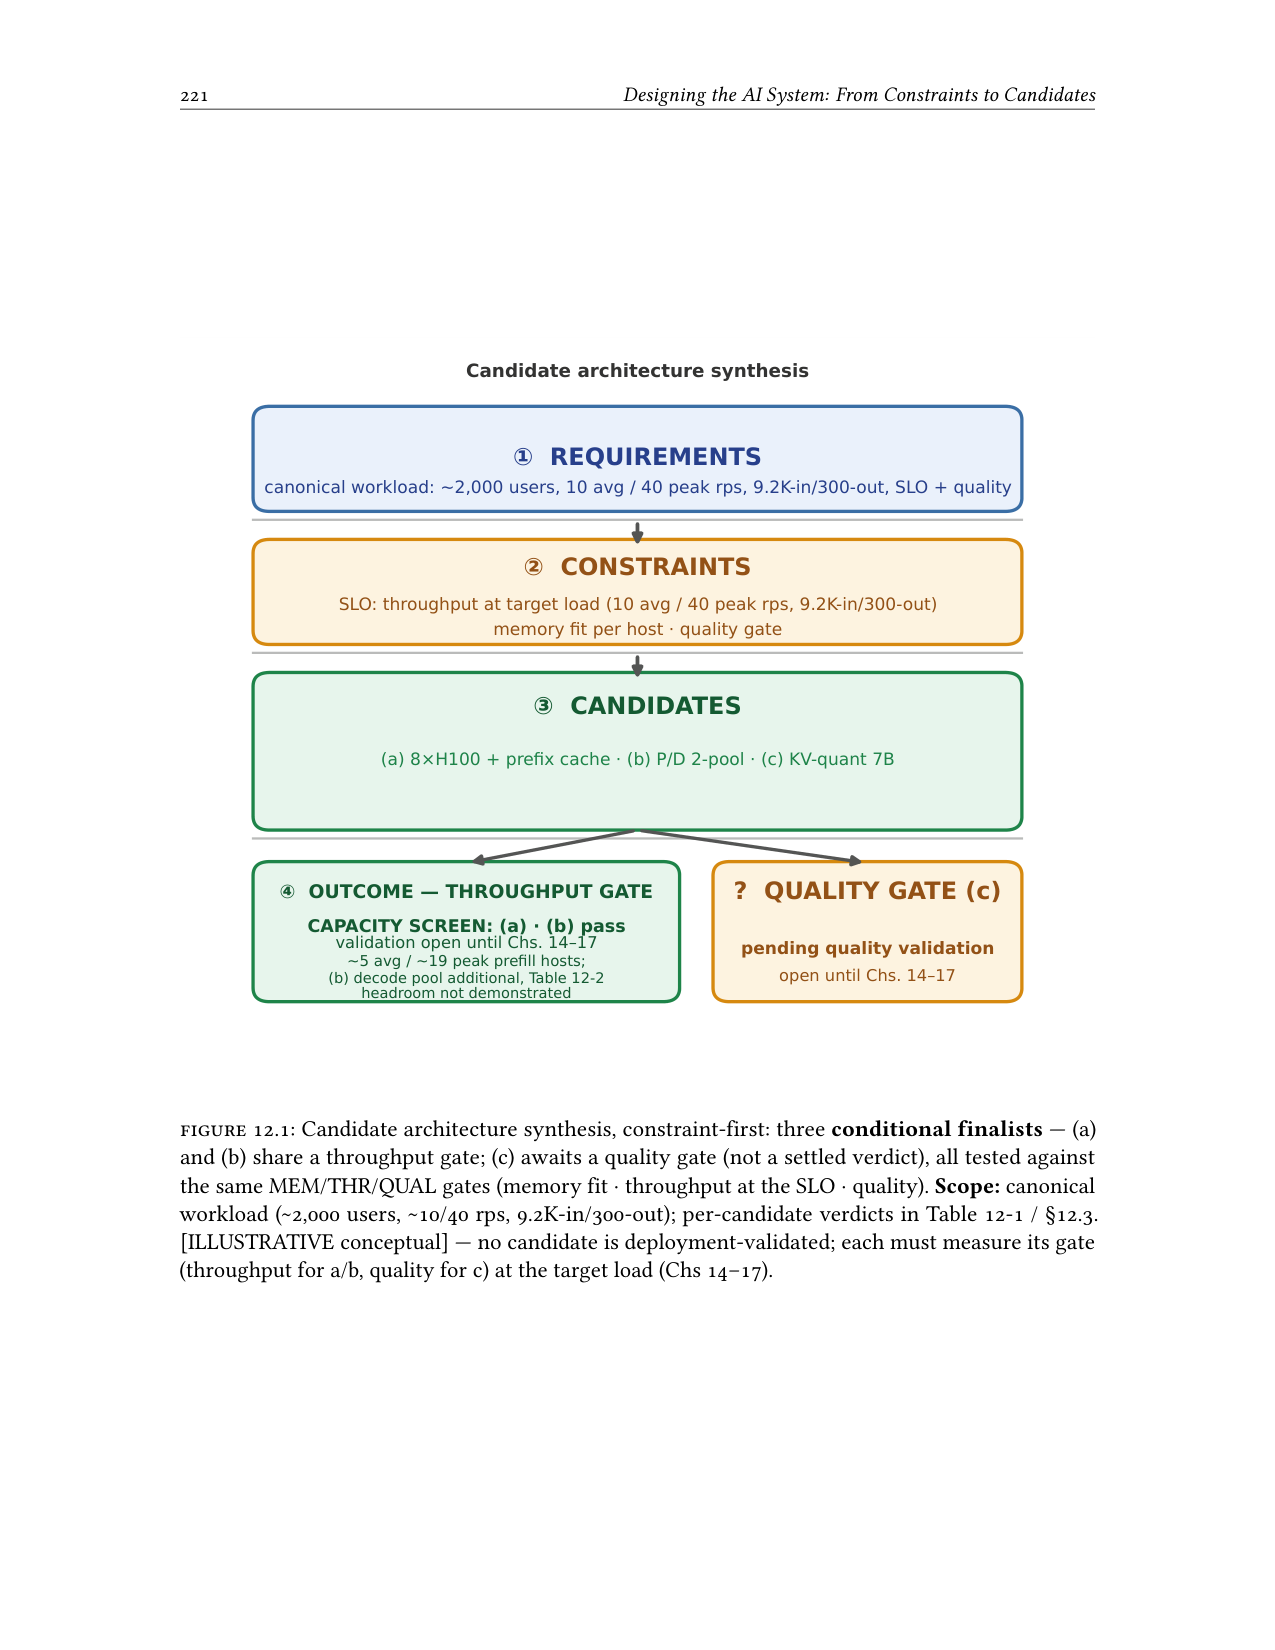 221
Designing the AI System: From Constraints to Candidates
Candidate architecture synthesis
① REQUIREMENTS
canonical workload: ~2,000 users, 10 avg / 40 peak rps, 9.2K-in/300-out, SLO + quality
② CONSTRAINTS
SLO: throughput at target load (10 avg / 40 peak rps, 9.2K-in/300-out)
memory fit per host · quality gate
③ CANDIDATES
(a) 8×H100 + prefix cache · (b) P/D 2-pool · (c) KV-quant 7B
④ OUTCOME — THROUGHPUT GATE
CAPACITY SCREEN: (a) · (b) pass
validation open until Chs. 14–17
~5 avg / ~19 peak prefill hosts;
(b) decode pool additional, Table 12-2
headroom not demonstrated
? QUALITY GATE (c)
pending quality validation
open until Chs. 14–17
FIGURE 12.1: Candidate architecture synthesis, constraint-first: three conditional finalists — (a)
and (b) share a throughput gate; (c) awaits a quality gate (not a settled verdict), all tested against
the same MEM/THR/QUAL gates (memory fit · throughput at the SLO · quality). Scope: canonical
workload (~2,000 users, ~10/40 rps, 9.2K-in/300-out); per-candidate verdicts in Table 12-1 / §12.3.
[ILLUSTRATIVE conceptual] — no candidate is deployment-validated; each must measure its gate
(throughput for a/b, quality for c) at the target load (Chs 14–17).